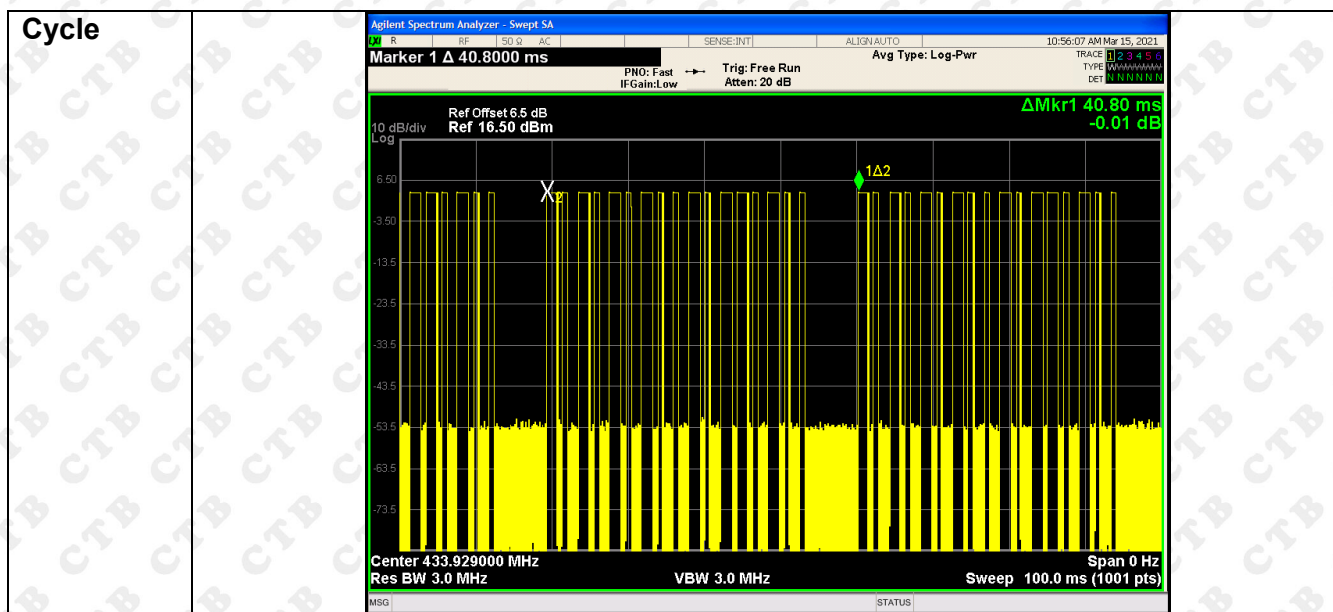 Cycle
Agilent Spectrum Analyzer - Swept SA
LXI R RF 50 Ω AC SENSE:INT ALIGN AUTO 10:56:07 AM Mar 15, 2021
Marker 1 Δ 40.8000 ms
Avg Type: Log-Pwr
TRACE 1 2 3 4 5 6
PNO: Fast Trig: Free Run
TYPE
IFGain:Low Atten: 20 dB
DET N N N N N N
ΔMkr1 40.80 ms
-0.01 dB
Ref Offset 6.5 dB
10 dB/div Ref 16.50 dBm
Log
6.50
1Δ2
X2
-3.50
-13.5
-23.5
-33.5
-43.5
-53.5
-63.5
-73.5
Center 433.929000 MHz Span 0 Hz
Res BW 3.0 MHz VBW 3.0 MHz Sweep 100.0 ms (1001 pts)
MSG STATUS
CTB